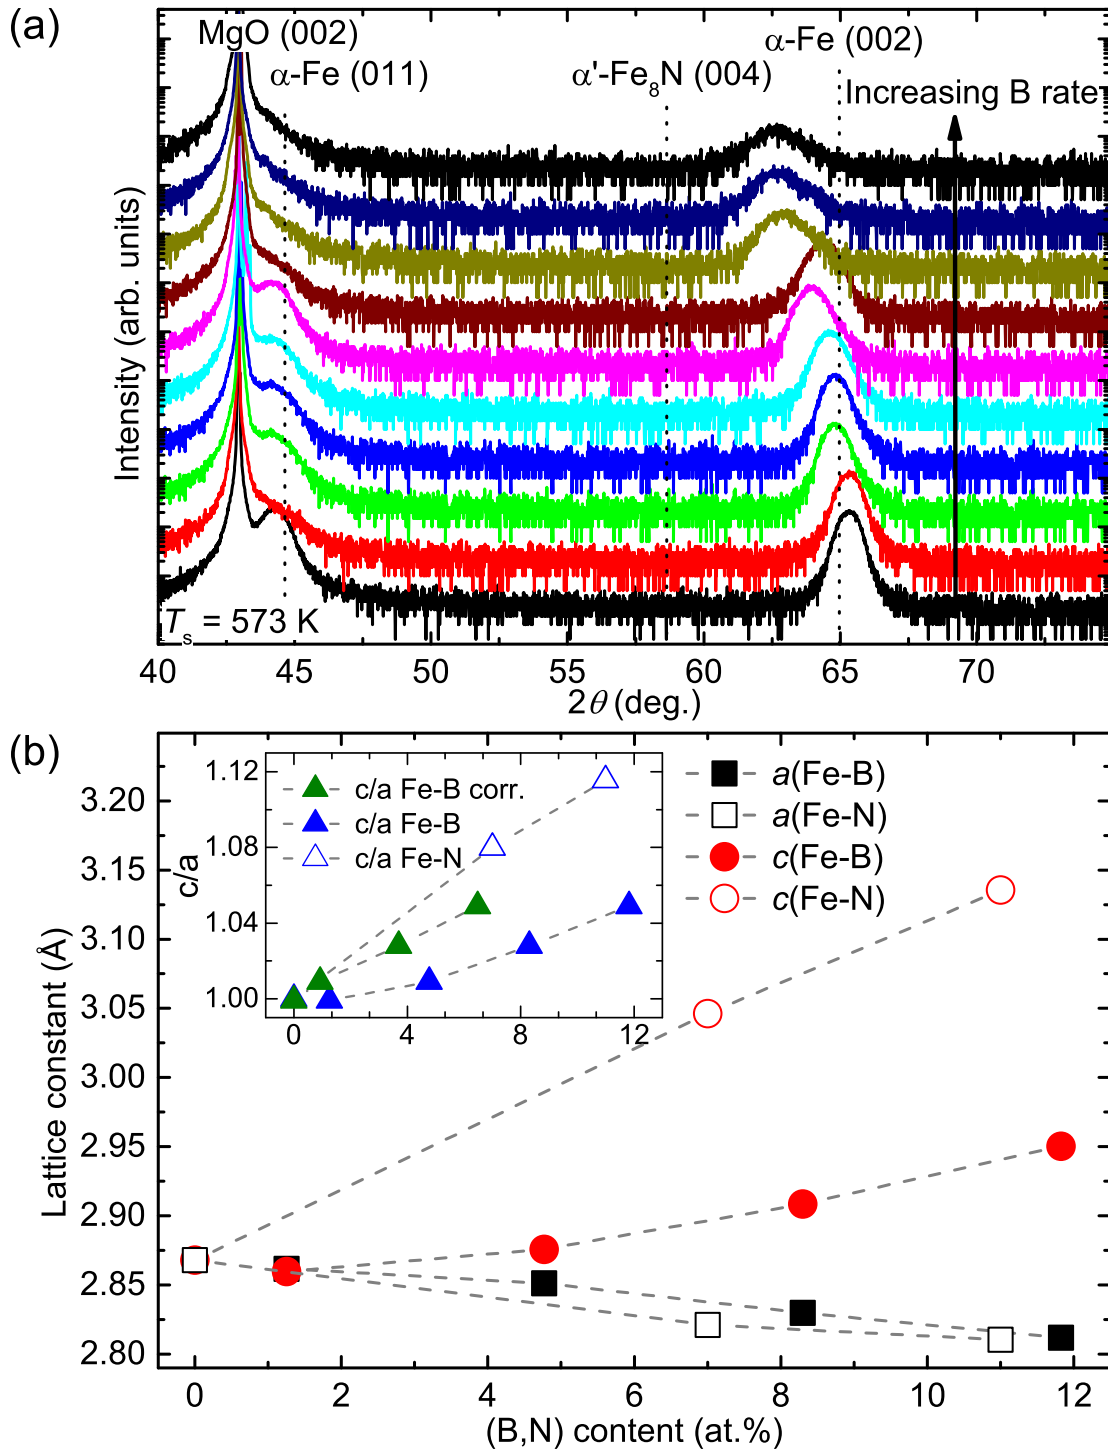 (a)
MgO (002)
α-Fe (002)
α-Fe (011)
α'-Fe₈N (004)
Increasing B rate
Intensity (arb. units)
Tₛ = 573 K
40 45 50 55 60 65 70
2θ (deg.)
(b)
1.12
1.08
1.04
1.00
c/a
c/a Fe-B corr.
c/a Fe-B
c/a Fe-N
0 4 8 12
a(Fe-B)
a(Fe-N)
c(Fe-B)
c(Fe-N)
3.20
3.15
3.10
3.05
3.00
2.95
2.90
2.85
2.80
Lattice constant (Å)
0 2 4 6 8 10 12
(B,N) content (at.%)